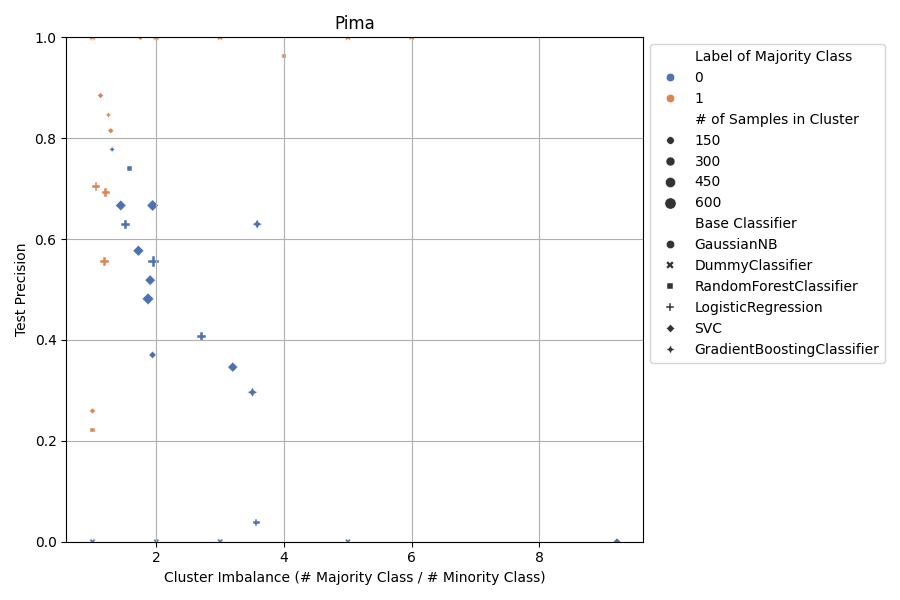 Pima
1.0
0.8
0.6
0.4
0.2
0.0
Test Precision
2
4
6
8
Cluster Imbalance (# Majority Class / # Minority Class)
Label of Majority Class
0
1
# of Samples in Cluster
150
300
450
600
Base Classifier
GaussianNB
DummyClassifier
RandomForestClassifier
LogisticRegression
SVC
GradientBoostingClassifier